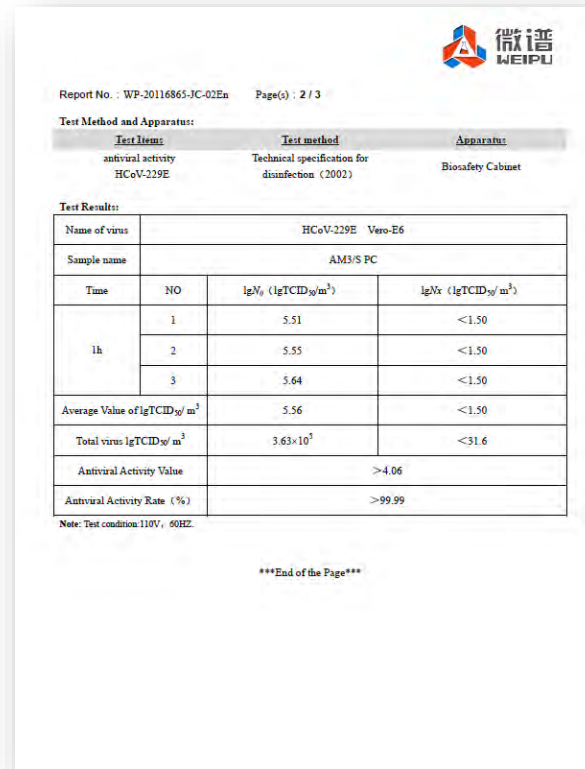 微谱
WEIPU
Report No. : WP-20116865-JC-02En Page(s) : 2 / 3
Test Method and Apparatus:
Test Items Test method Apparatus
antiviral activity
HCoV-229E
Technical specification for
disinfection（2002）
Biosafety Cabinet
Test Results:
Name of virus HCoV-229E Vero-E6
Sample name AM3/S PC
Time NO lgN₀（lgTCID₅₀/m³） lgNx（lgTCID₅₀/ m³）
1h
1 5.51 <1.50
2 5.55 <1.50
3 5.64 <1.50
Average Value of lgTCID₅₀/ m³ 5.56 <1.50
Total virus lgTCID₅₀/ m³ 3.63×10⁵ <31.6
Antiviral Activity Value >4.06
Antiviral Activity Rate（%） >99.99
Note: Test condition:110V，60HZ.
***End of the Page***